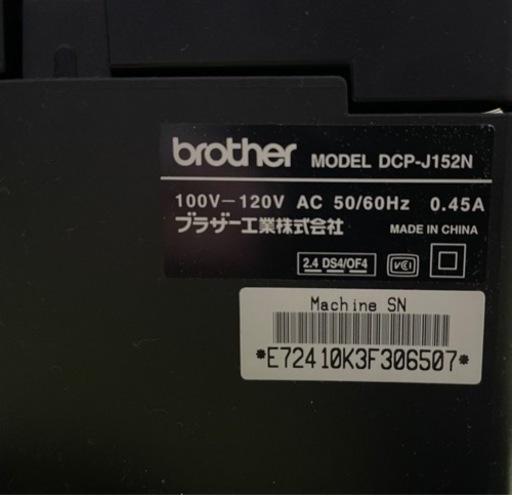 brother MODEL DCP-J152N
100V－120V AC 50/60Hz 0.45A
ブラザー工業株式会社 MADE IN CHINA
2.4 DS4/OF4 VCI
Machine SN
*E72410K3F306507*